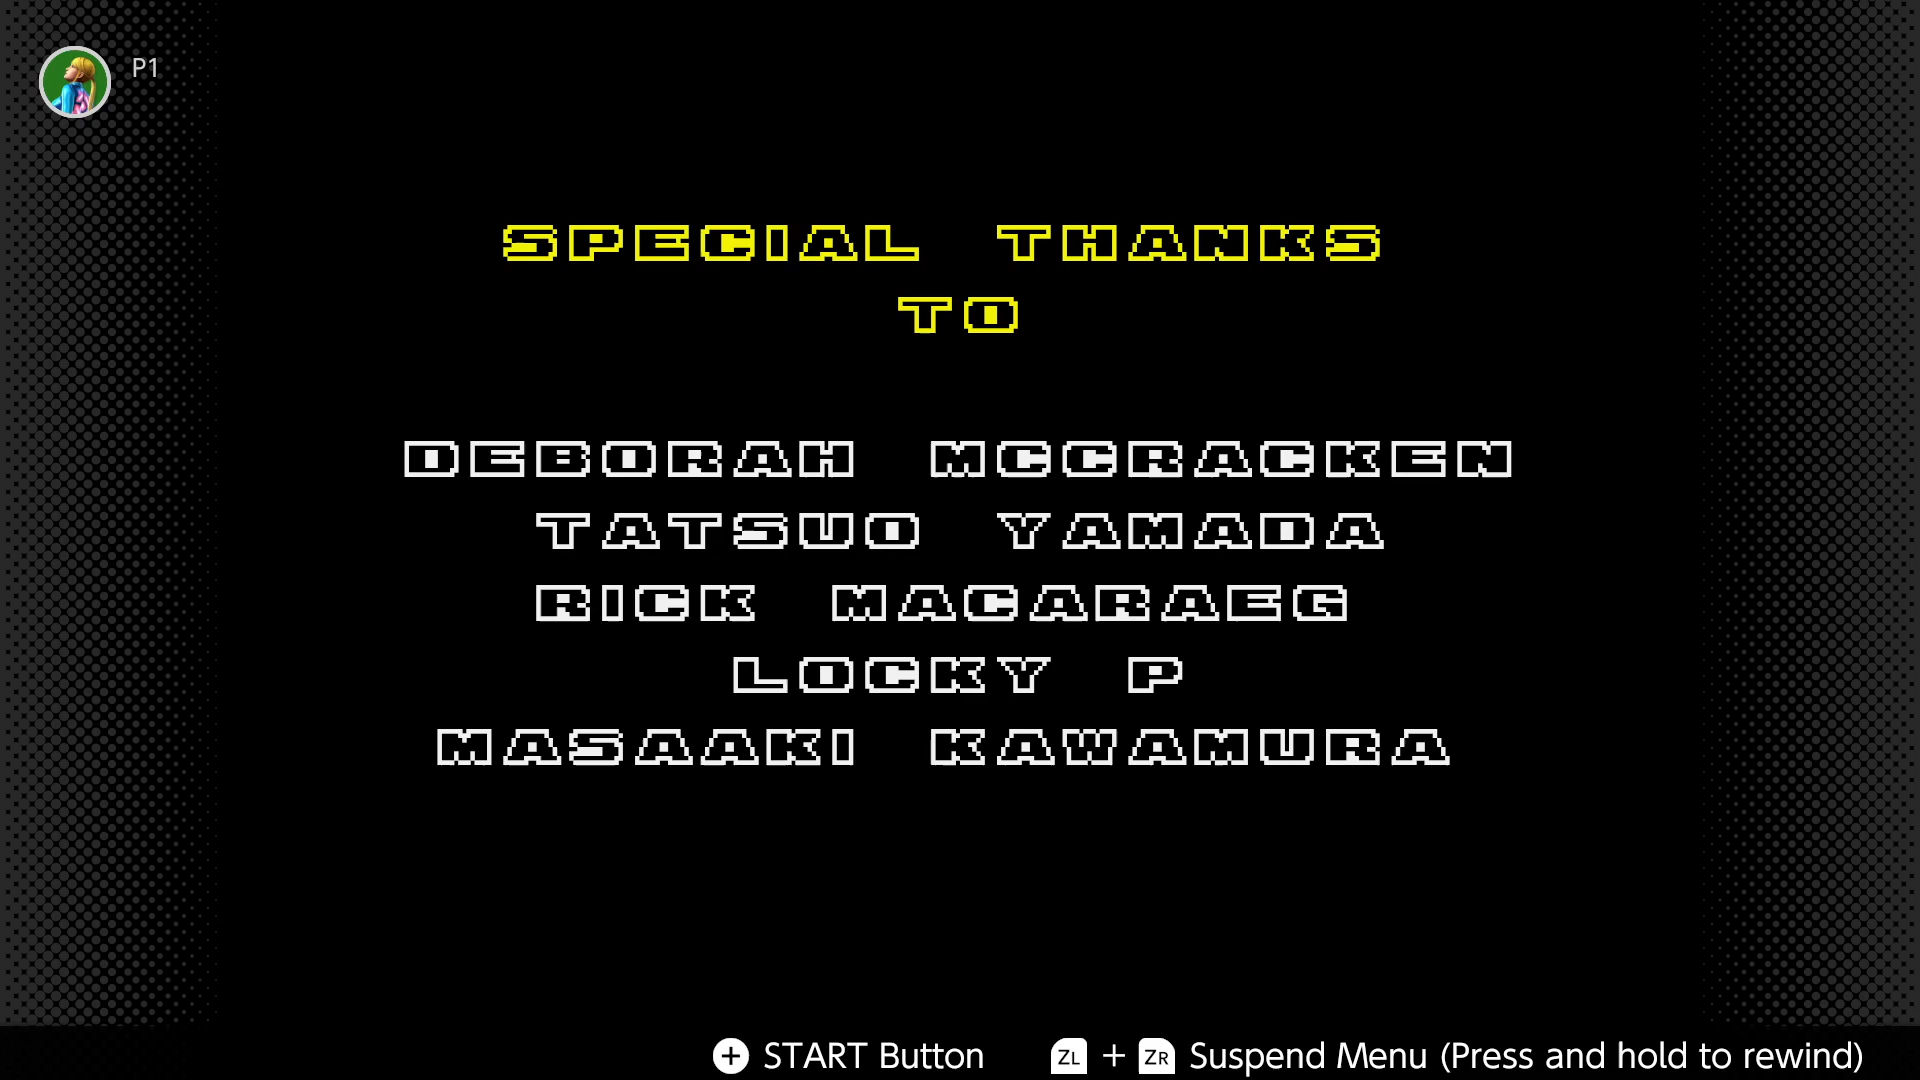 P1
SPECIAL THANKS
TO
DEBORAH MCCRACKEN
TATSUO YAMADA
RICK MACARAEG
LOCKY P
MASAAKI KAWAMURA
+ START Button ZL + ZR Suspend Menu (Press and hold to rewind)